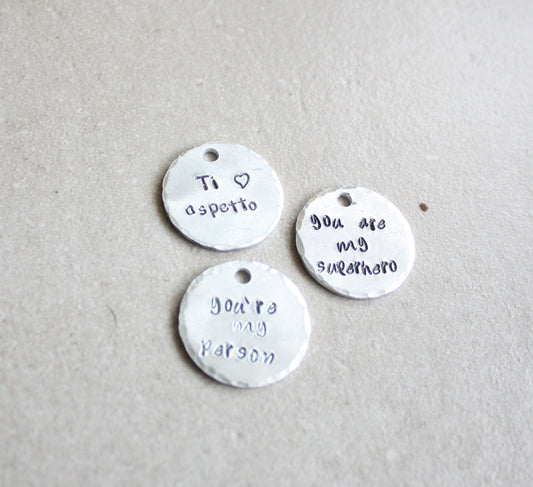 Ti ♡
aspetto
you are
my
superhero
you're
my
person